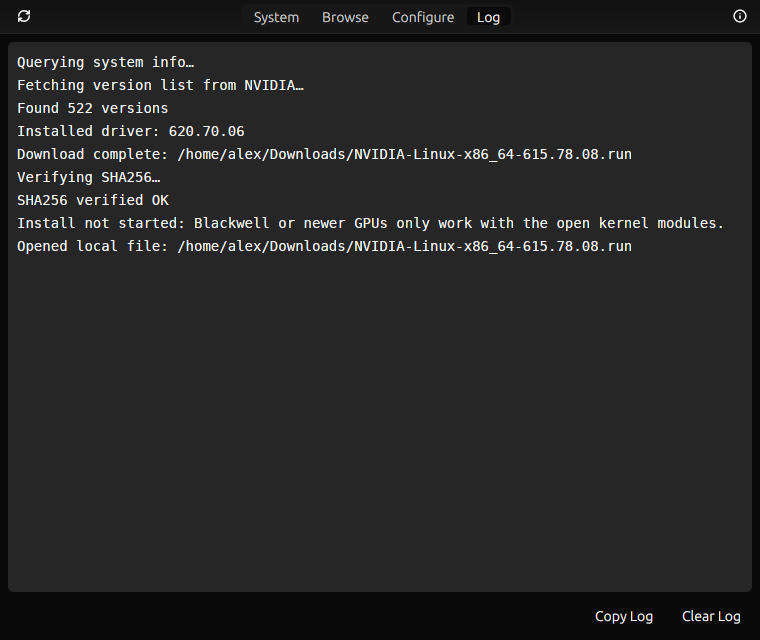 System Browse Configure Log
Querying system info…
Fetching version list from NVIDIA…
Found 522 versions
Installed driver: 620.70.06
Download complete: /home/alex/Downloads/NVIDIA-Linux-x86_64-615.78.08.run
Verifying SHA256…
SHA256 verified OK
Install not started: Blackwell or newer GPUs only work with the open kernel modules.
Opened local file: /home/alex/Downloads/NVIDIA-Linux-x86_64-615.78.08.run
Copy Log Clear Log